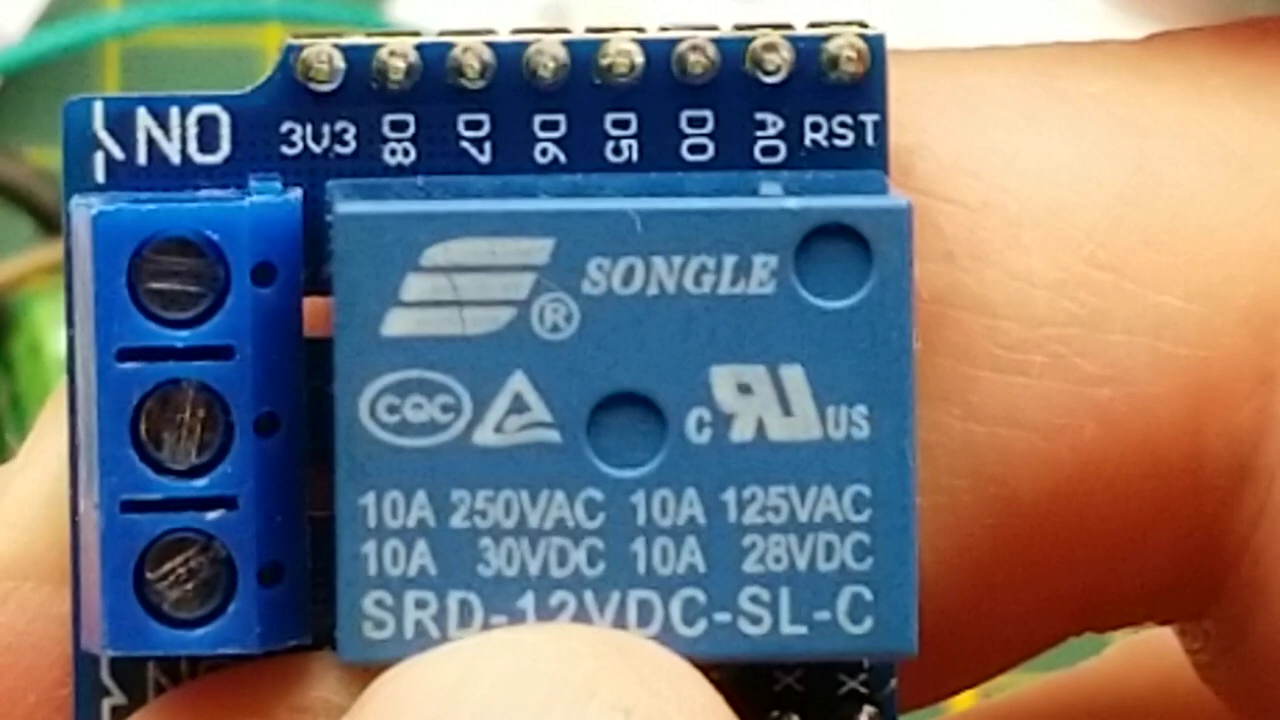 NO 3V3 D8 D7 D6 D5 D0 A0 RST
® SONGLE
CQC c RU US
10A 250VAC 10A 125VAC
10A 30VDC 10A 28VDC
SRD-12VDC-SL-C